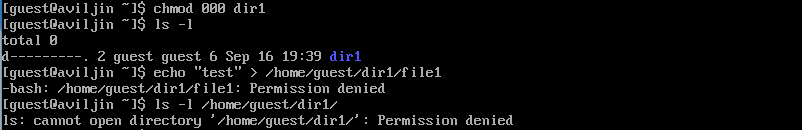 [guest@aviljin ~]$ chmod 000 dir1
[guest@aviljin ~]$ ls -l
total 0
d---------. 2 guest guest 6 Sep 16 19:39 dir1
[guest@aviljin ~]$ echo "test" > /home/guest/dir1/file1
-bash: /home/guest/dir1/file1: Permission denied
[guest@aviljin ~]$ ls -l /home/guest/dir1/
ls: cannot open directory '/home/guest/dir1/': Permission denied